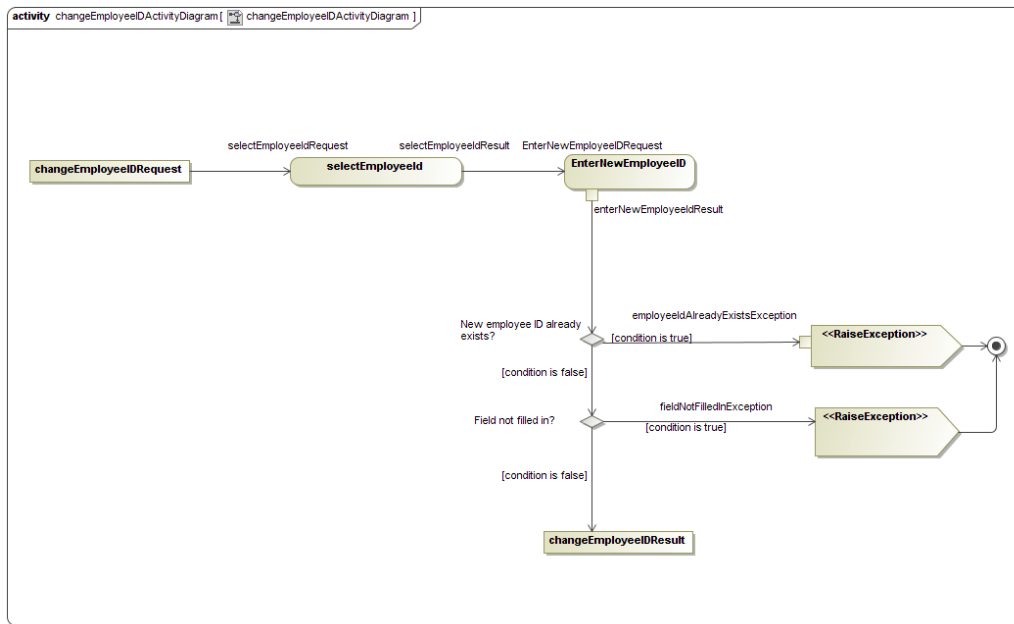 activity changeEmployeeIDActivityDiagram[ changeEmployeeIDActivityDiagram ]
selectEmployeeIdRequest
selectEmployeeIdResult
EnterNewEmployeeIDRequest
changeEmployeeIDRequest
selectEmployeeId
EnterNewEmployeeID
enterNewEmployeeIdResult
New employee ID already
exists?
employeeIdAlreadyExistsException
[condition is true]
<<RaiseException>>
[condition is false]
Field not filled in?
fieldNotFilledInException
[condition is true]
<<RaiseException>>
[condition is false]
changeEmployeeIDResult